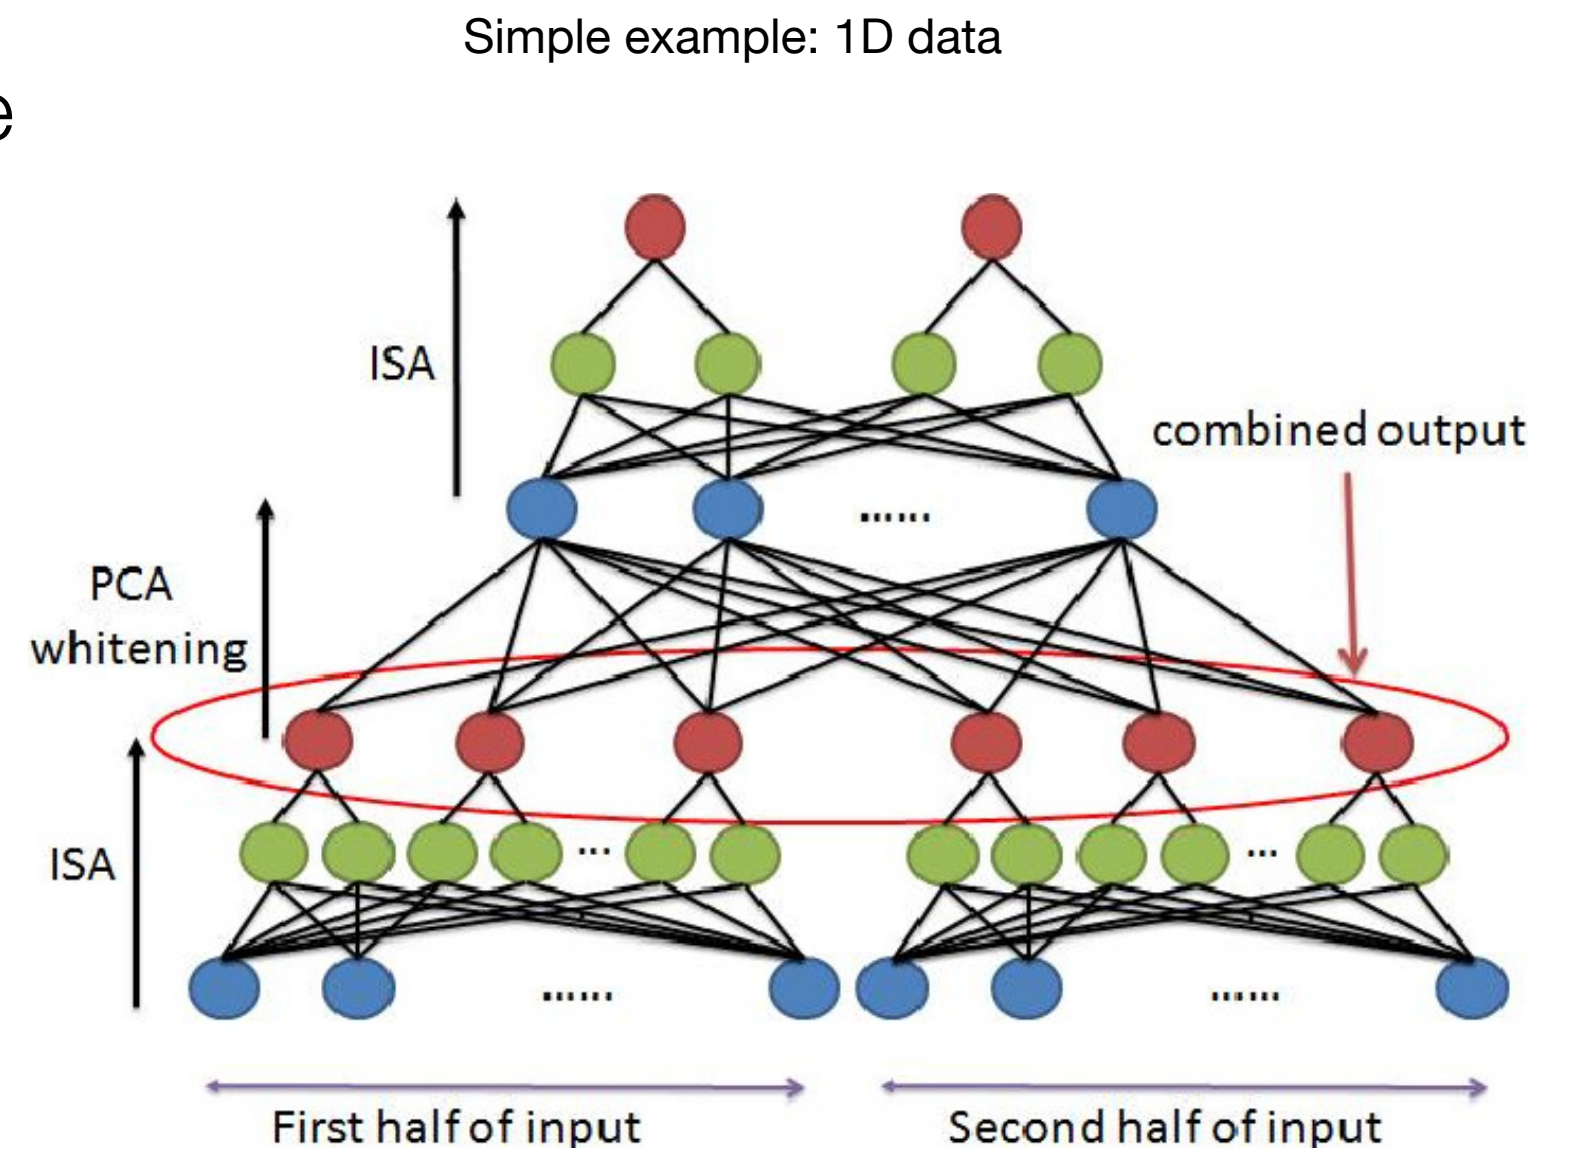 Simple example: 1D data
e
ISA
combined output
......
PCA
whitening
ISA
...
...
......
......
First half of input
Second half of input